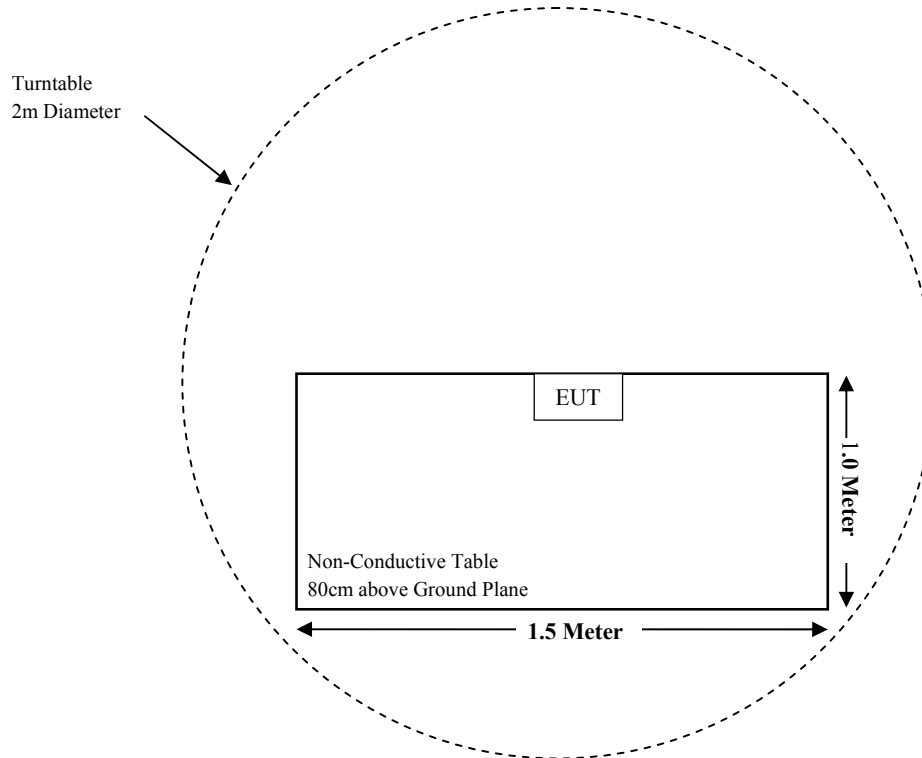 Turntable
2m Diameter
EUT
1.0 Meter
Non-Conductive Table
80cm above Ground Plane
1.5 Meter